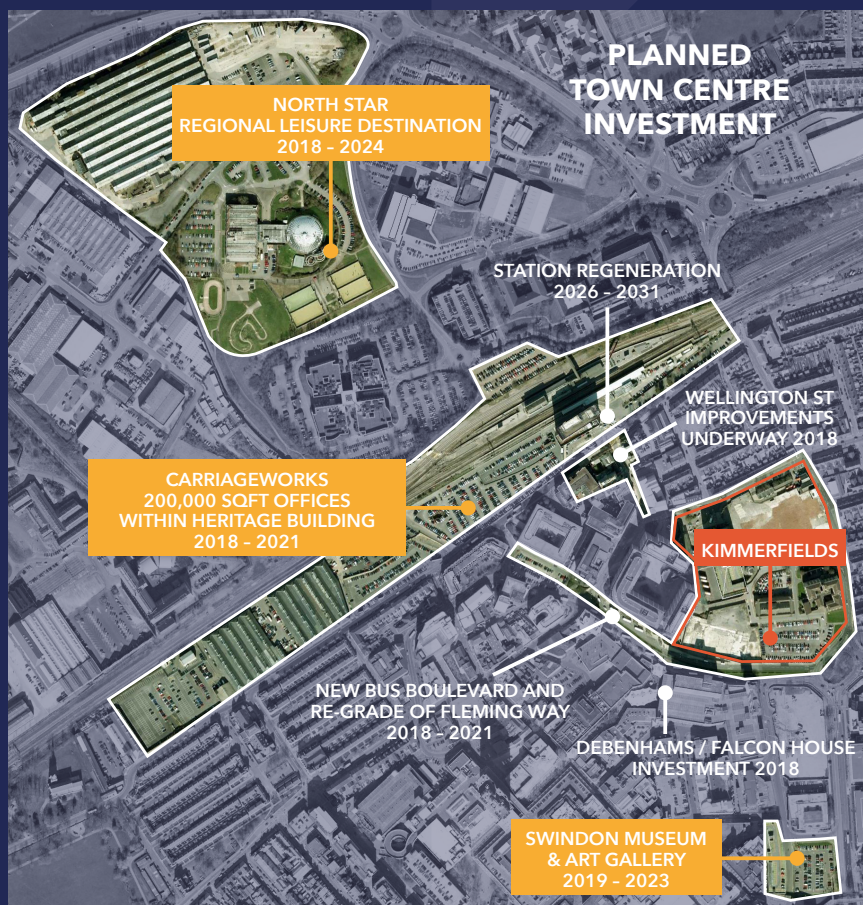 PLANNED
TOWN CENTRE
INVESTMENT
NORTH STAR
REGIONAL LEISURE DESTINATION
2018 – 2024
STATION REGENERATION
2026 – 2031
WELLINGTON ST
IMPROVEMENTS
UNDERWAY 2018
CARRIAGEWORKS
200,000 SQFT OFFICES
WITHIN HERITAGE BUILDING
2018 – 2021
KIMMERFIELDS
NEW BUS BOULEVARD AND
RE-GRADE OF FLEMING WAY
2018 – 2021
DEBENHAMS / FALCON HOUSE
INVESTMENT 2018
SWINDON MUSEUM
& ART GALLERY
2019 – 2023